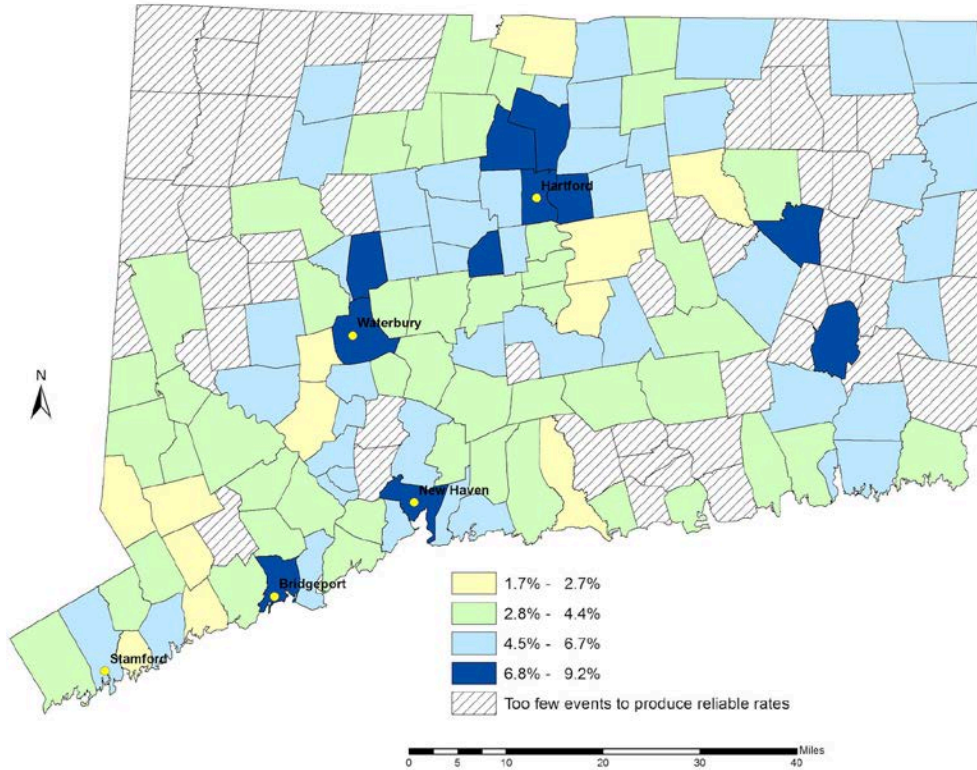 Hartford
Waterbury
N
New Haven
Bridgeport
Stamford
1.7% - 2.7%
2.8% - 4.4%
4.5% - 6.7%
6.8% - 9.2%
Too few events to produce reliable rates
Miles
0 5 10 20 30 40